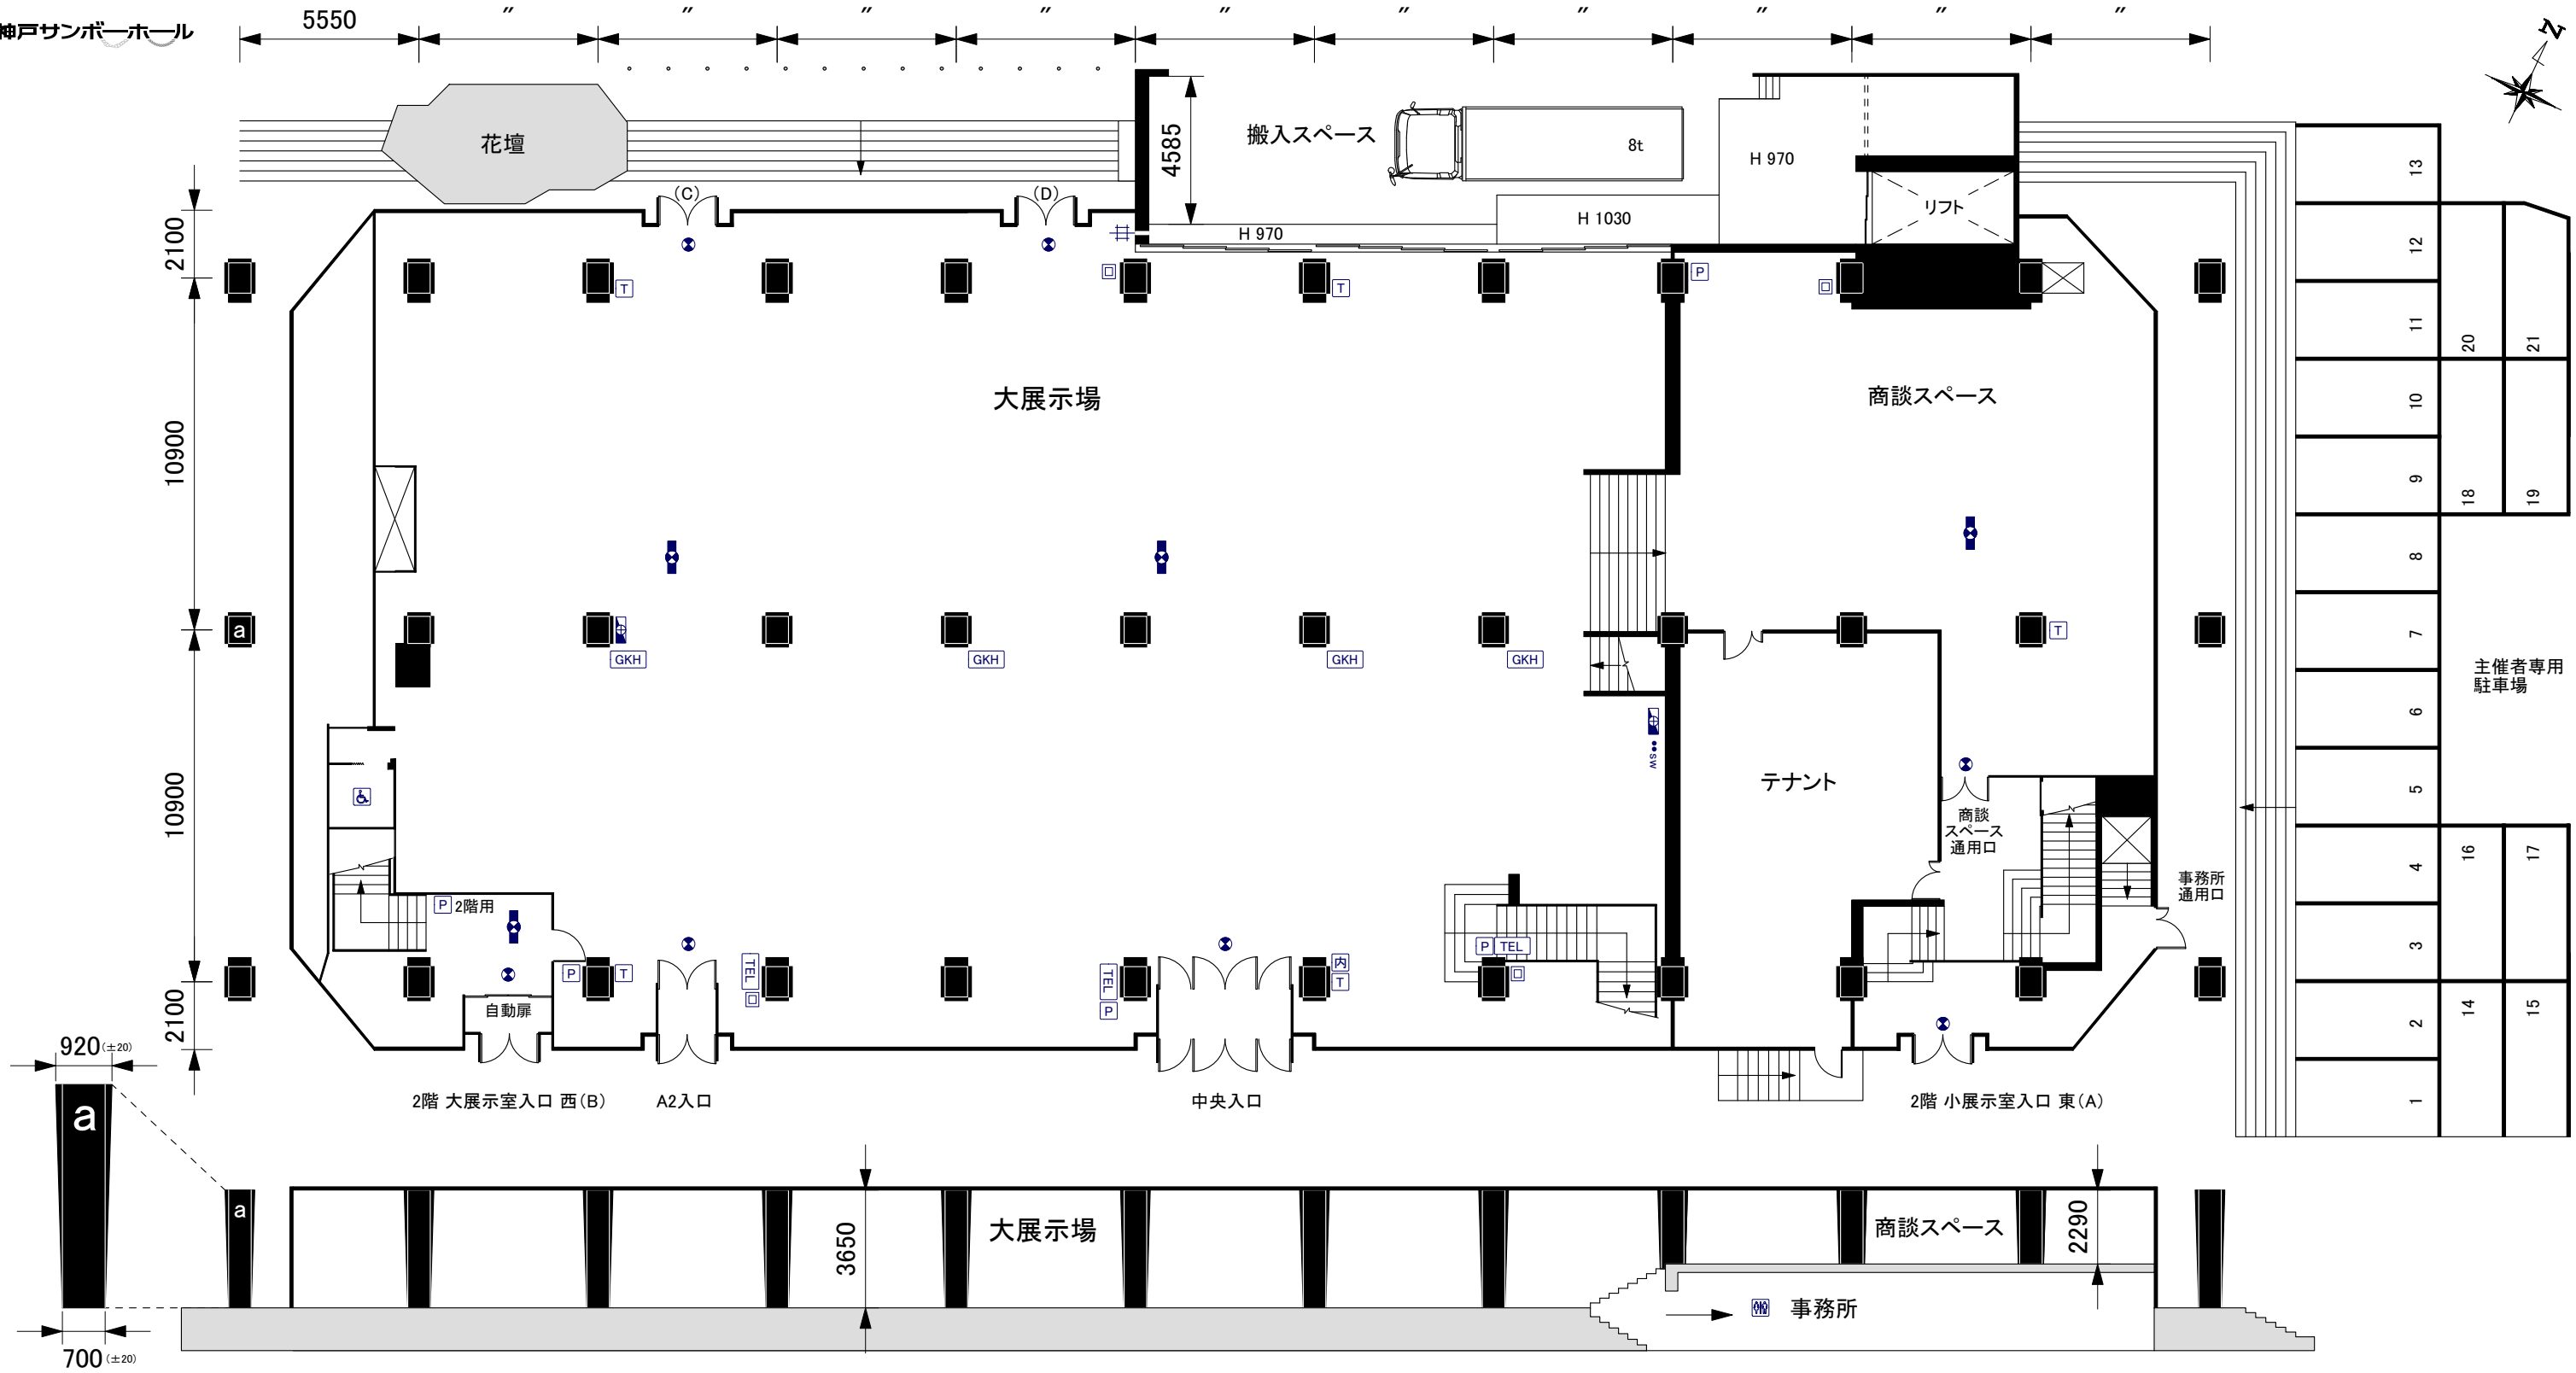 神戸サンボーホール
5550
〃 〃 〃 〃 〃 〃 〃 〃 〃 〃
N
花壇
4585
搬入スペース
8t
H 970
H 1030
H 970
リフト
(C)
(D)
2100
10900
10900
2100
T
回
T
P
回
大展示場
商談スペース
a
GKH
GKH
GKH
GKH
T
SW
テナント
商談
スペース
通用口
事務所
通用口
P 2階用
P
T
TEL
回
TEL
P
内
T
P TEL
回
自動扉
2階 大展示室入口 西(B)
A2入口
中央入口
2階 小展示室入口 東(A)
13
12
11
10
9
8
7
6
5
4
3
2
1
20
21
18
19
主催者専用
駐車場
16
17
14
15
920(±20)
a
700(±20)
a
3650
大展示場
商談スペース
2290
事務所